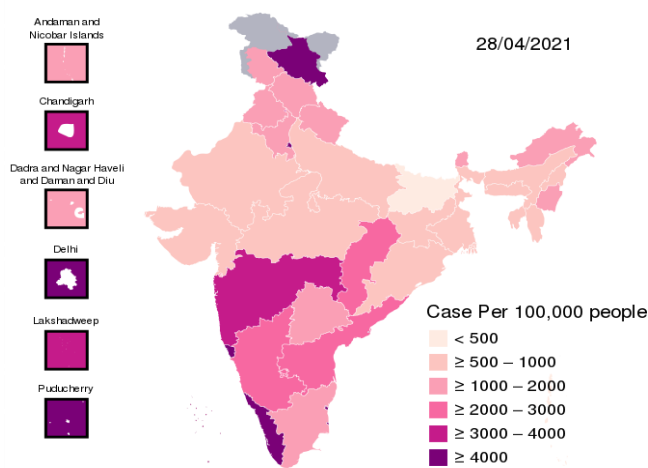 Andaman and
Nicobar Islands
28/04/2021
Chandigarh
Dadra and Nagar Haveli
and Daman and Diu
Delhi
Lakshadweep
Puducherry
Case Per 100,000 people
< 500
≥ 500 – 1000
≥ 1000 – 2000
≥ 2000 – 3000
≥ 3000 – 4000
≥ 4000